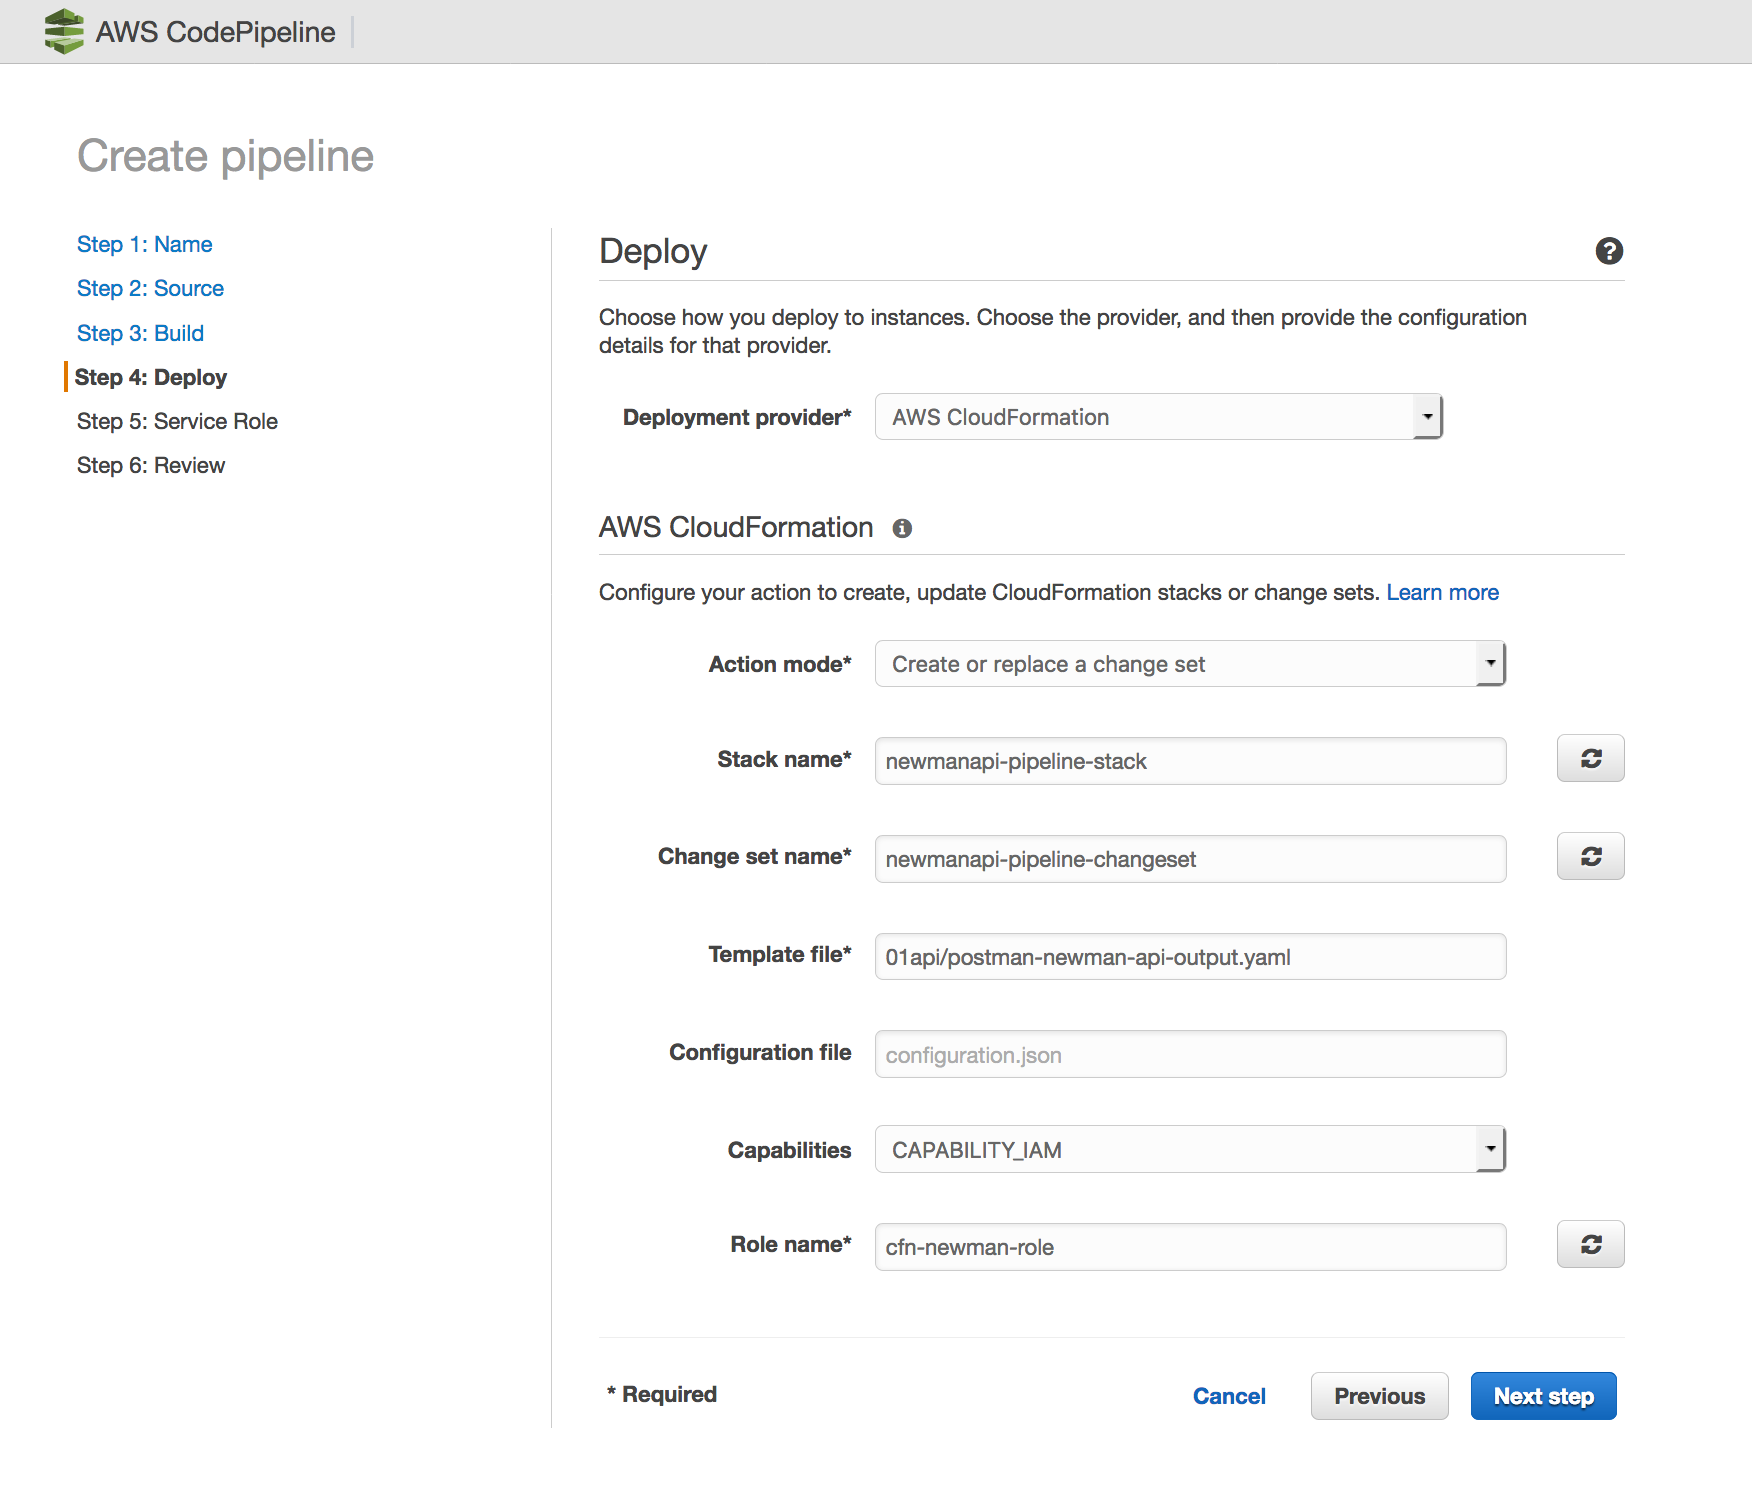 AWS CodePipeline
Create pipeline
Step 1: Name
Step 2: Source
Step 3: Build
Step 4: Deploy
Step 5: Service Role
Step 6: Review
Deploy
Choose how you deploy to instances. Choose the provider, and then provide the configuration
details for that provider.
Deployment provider* AWS CloudFormation
AWS CloudFormation
Configure your action to create, update CloudFormation stacks or change sets. Learn more
Action mode* Create or replace a change set
Stack name* newmanapi-pipeline-stack
Change set name* newmanapi-pipeline-changeset
Template file* 01api/postman-newman-api-output.yaml
Configuration file configuration.json
Capabilities CAPABILITY_IAM
Role name* cfn-newman-role
* Required Cancel Previous Next step